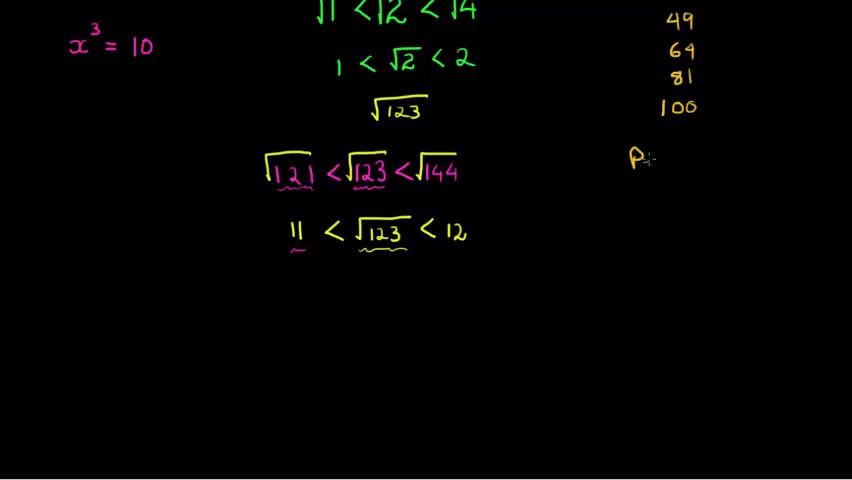 √1 < √2 < √4
x³ = 10
1 < √2 < 2
√123
√121 < √123 < √144
11 < √123 < 12
49
64
81
100
P